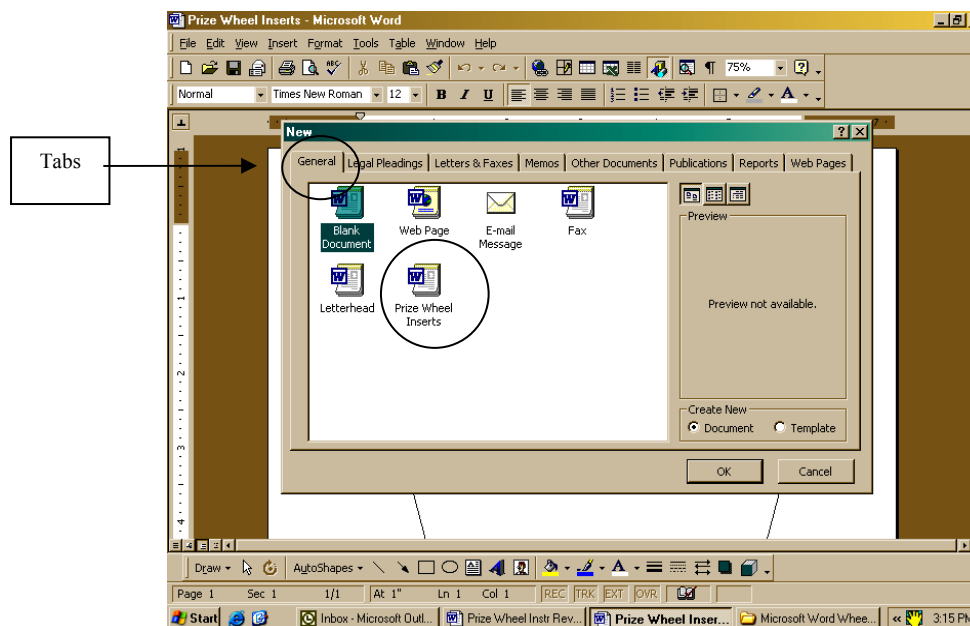 Prize Wheel Inserts - Microsoft Word
File Edit View Insert Format Tools Table Window Help
ABC ¶ 75%
Normal Times New Roman 12 B I U A
Tabs
New
General Legal Pleadings Letters & Faxes Memos Other Documents Publications Reports Web Pages
Blank Document Web Page E-mail Message Fax
Letterhead Prize Wheel Inserts
Preview
Preview not available.
Create New
Document Template
OK Cancel
Draw AutoShapes A
Page 1 Sec 1 1/1 At 1" Ln 1 Col 1 REC TRK EXT OVR
Start Inbox - Microsoft Outl... Prize Wheel Instr Rev... Prize Wheel Inser... Microsoft Word Whee... « 3:15 PM